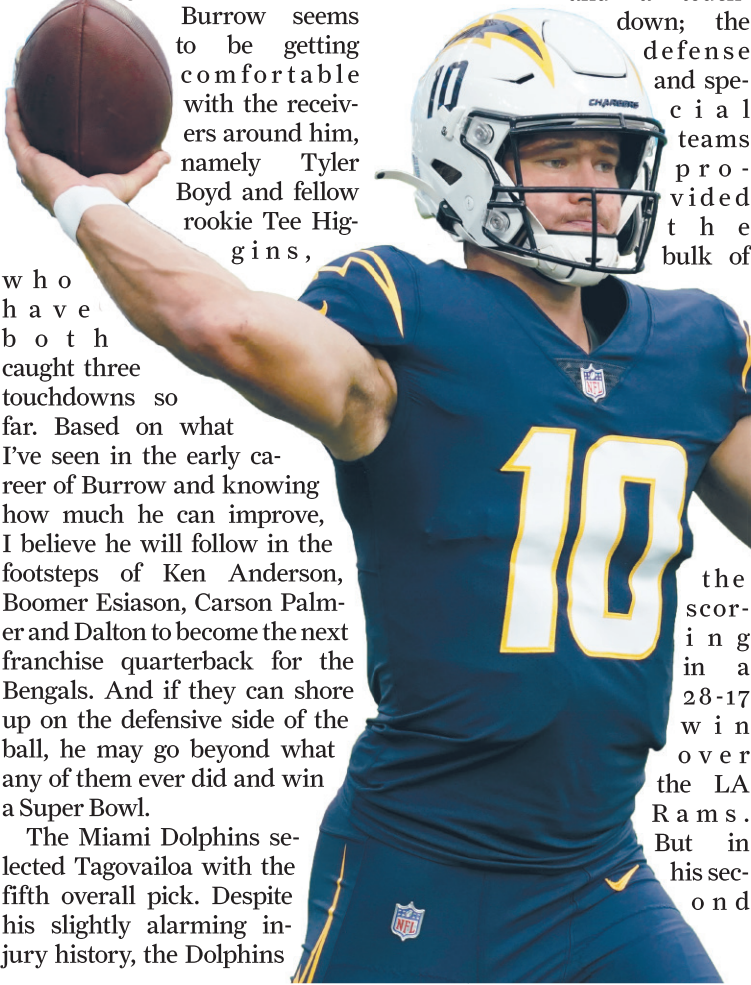 Burrow seems
to be getting
comfortable
with the receiv-
ers around him,
namely Tyler
Boyd and fellow
rookie Tee Hig-
gins,
who
have
both
caught three
touchdowns so
far. Based on what
I've seen in the early ca-
reer of Burrow and knowing
how much he can improve,
I believe he will follow in the
footsteps of Ken Anderson,
Boomer Esiason, Carson Palm-
er and Dalton to become the next
franchise quarterback for the
Bengals. And if they can shore
up on the defensive side of the
ball, he may go beyond what
any of them ever did and win
a Super Bowl.
The Miami Dolphins se-
lected Tagovailoa with the
fifth overall pick. Despite
his slightly alarming in-
jury history, the Dolphins
10
CHARGERS
NFL
10
NFL
down; the
defense
and spe-
cial
teams
pro-
vided
the
bulk of
the
scor-
ing
in a
28-17
win
over
the LA
Rams.
But in
his sec-
ond